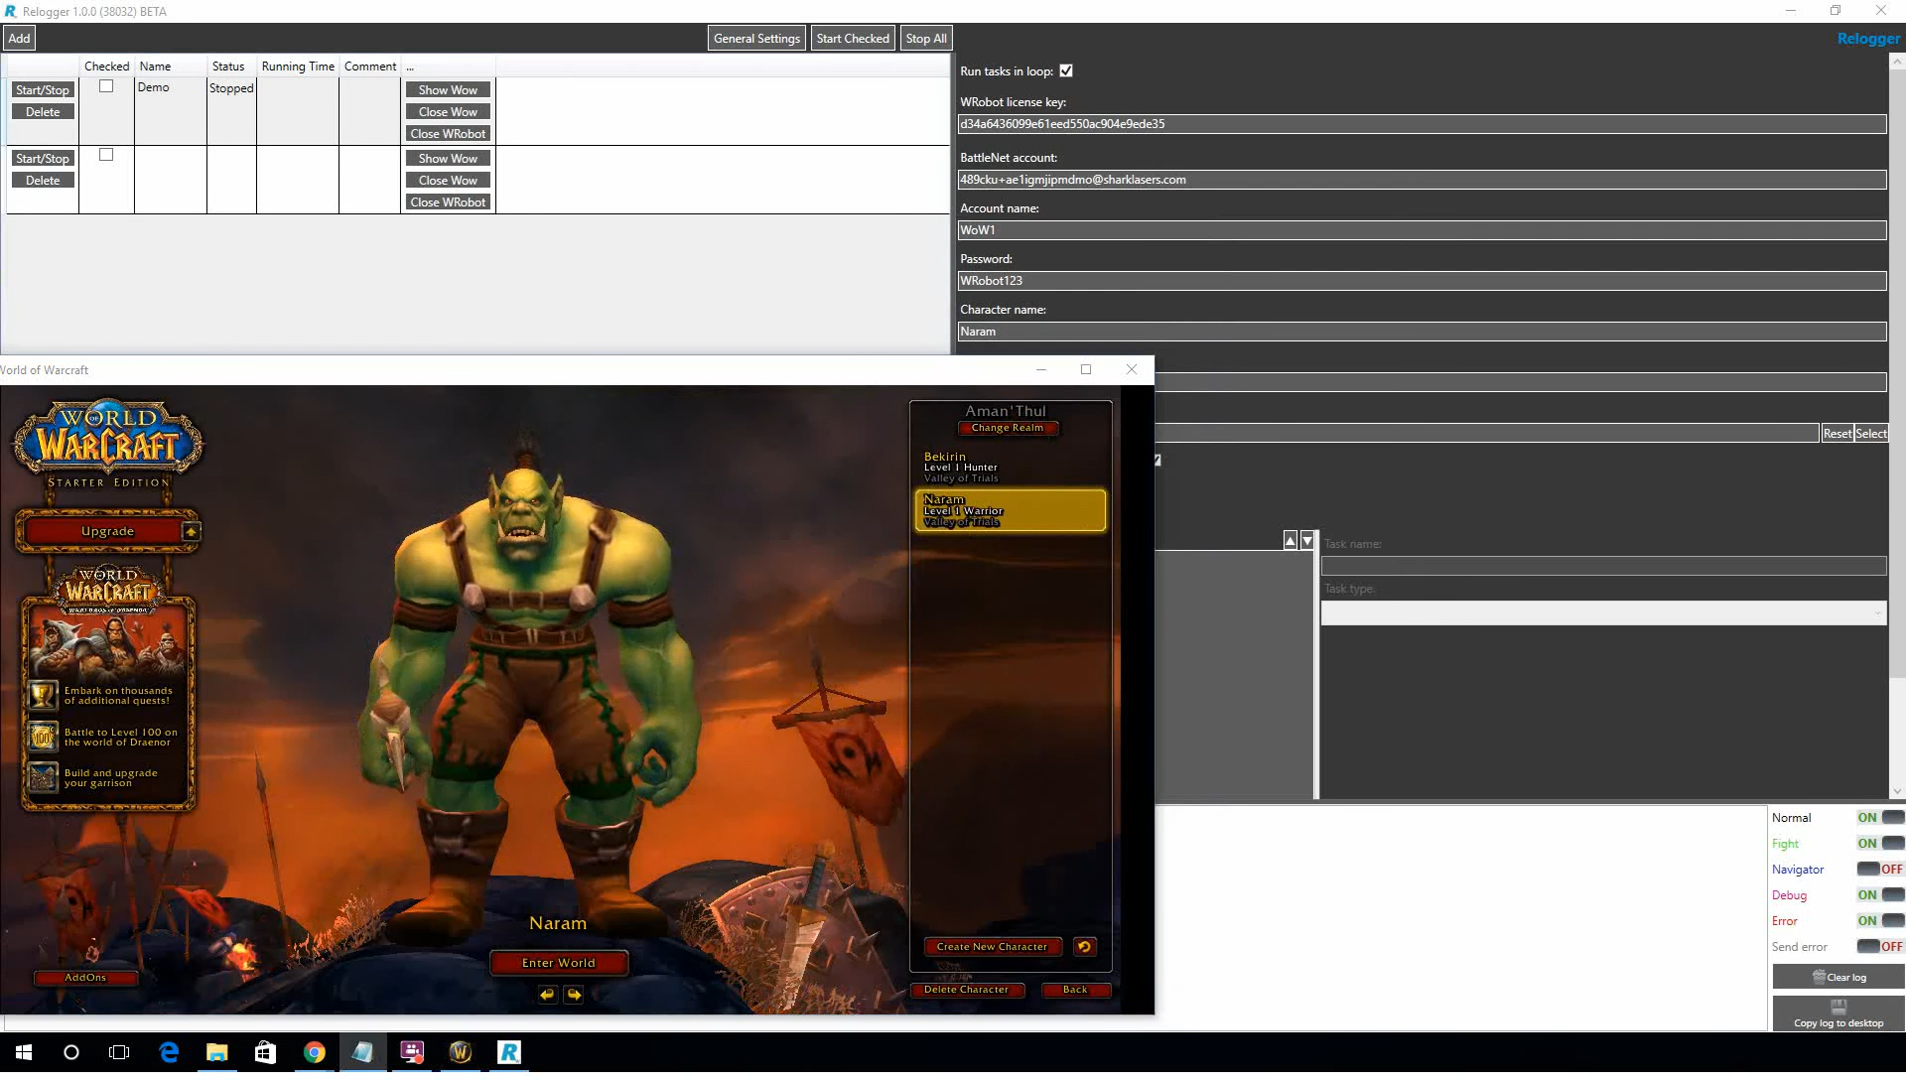 Relogger 1.0.0 (38032) BETA
Add
General Settings
Start Checked
Stop All
Relogger
Checked Name Status Running Time Comment ...
Start/Stop
Delete
Demo
Stopped
Show Wow
Close Wow
Close WRobot
Start/Stop
Delete
Show Wow
Close Wow
Close WRobot
Run tasks in loop:
WRobot license key:
d34a6436099e61eed550ac904e9ede35
BattleNet account:
489cku+ae1igmjipmdmo@sharklasers.com
Account name:
WoW1
Password:
WRobot123
Character name:
Naram
Reset Select
Task name:
Task type:
World of Warcraft
WORLD OF WARCRAFT
STARTER EDITION
Upgrade
WORLD OF WARCRAFT
WARLORDS OF DRAENOR
Embark on thousands
of additional quests!
100
Battle to Level 100 on
the world of Draenor
Build and upgrade
your garrison
AddOns
Naram
Enter World
Aman'Thul
Change Realm
Bekirin
Level 1 Hunter
Valley of Trials
Naram
Level 1 Warrior
Valley of Trials
Create New Character
Delete Character
Back
Normal ON
Fight ON
Navigator OFF
Debug ON
Error ON
Send error OFF
Clear log
Copy log to desktop